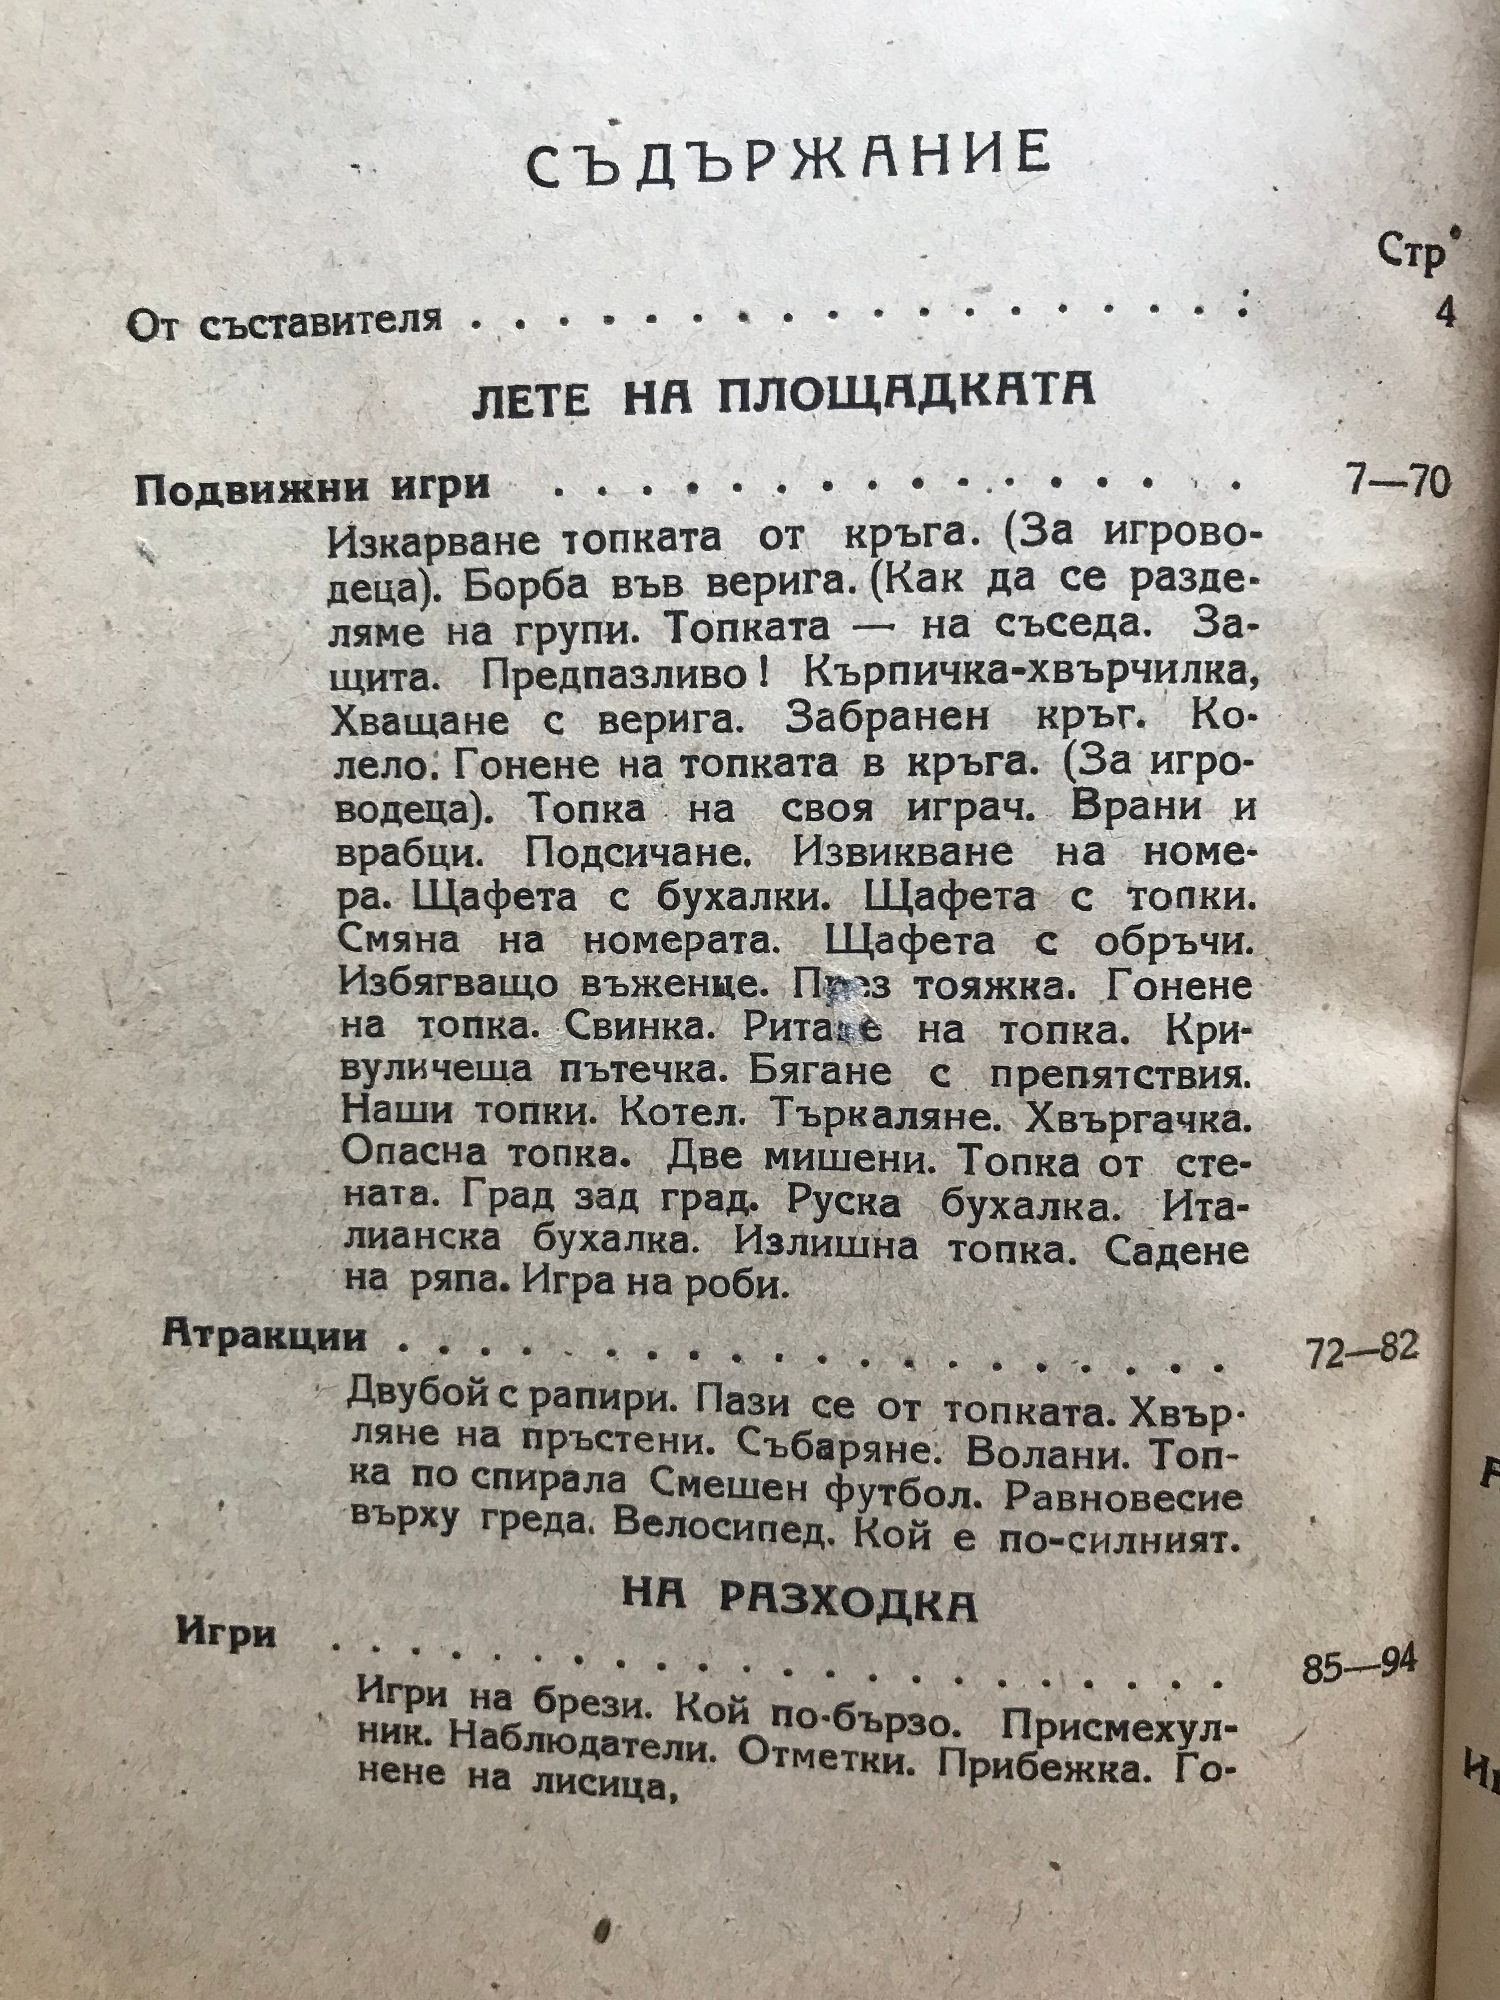 СЪДЪРЖАНИЕ
Стр.
От съставителя . . . . . . . . . . . . . . . . . . : 4
ЛЕТЕ НА ПЛОЩАДКАТА
Подвижни игри . . . . . . . . . . . . . . . . 7—70
Изкарване топката от кръга. (За игрово-
деца). Борба във верига. (Как да се разде-
ляме на групи. Топката — на съседа. За-
щита. Предпазливо! Кърпичка-хвърчилка,
Хващане с верига. Забранен кръг. Ко-
лело. Гонене на топката в кръга. (За игро-
водеца). Топка на своя играч. Врани и
врабци. Подсичане. Извикване на номе-
ра. Щафета с бухалки. Щафета с топки.
Смяна на номерата. Щафета с обръчи.
Избягващо въженце. През тояжка. Гонене
на топка. Свинка. Ритане на топка. Кри-
вуличеща пътечка. Бягане с препятствия.
Наши топки. Котел. Търкаляне. Хвъргачка.
Опасна топка. Две мишени. Топка от сте-
ната. Град зад град. Руска бухалка. Ита-
лианска бухалка. Излишна топка. Садене
на ряпа. Игра на роби.
Атракции . . . . . . . . . . . . . . . . . . . . 72—82
Двубой с рапири. Пази се от топката. Хвър-
ляне на пръстени. Събаряне. Волани. Топ-
ка по спирала Смешен футбол. Равновесие
върху греда. Велосипед. Кой е по-силният.
НА РАЗХОДКА
Игри . . . . . . . . . . . . . . . . . . . . . . 85—94
Игри на брези. Кой по-бързо. Присмехул-
ник. Наблюдатели. Отметки. Прибежка. Го-
нене на лисица,